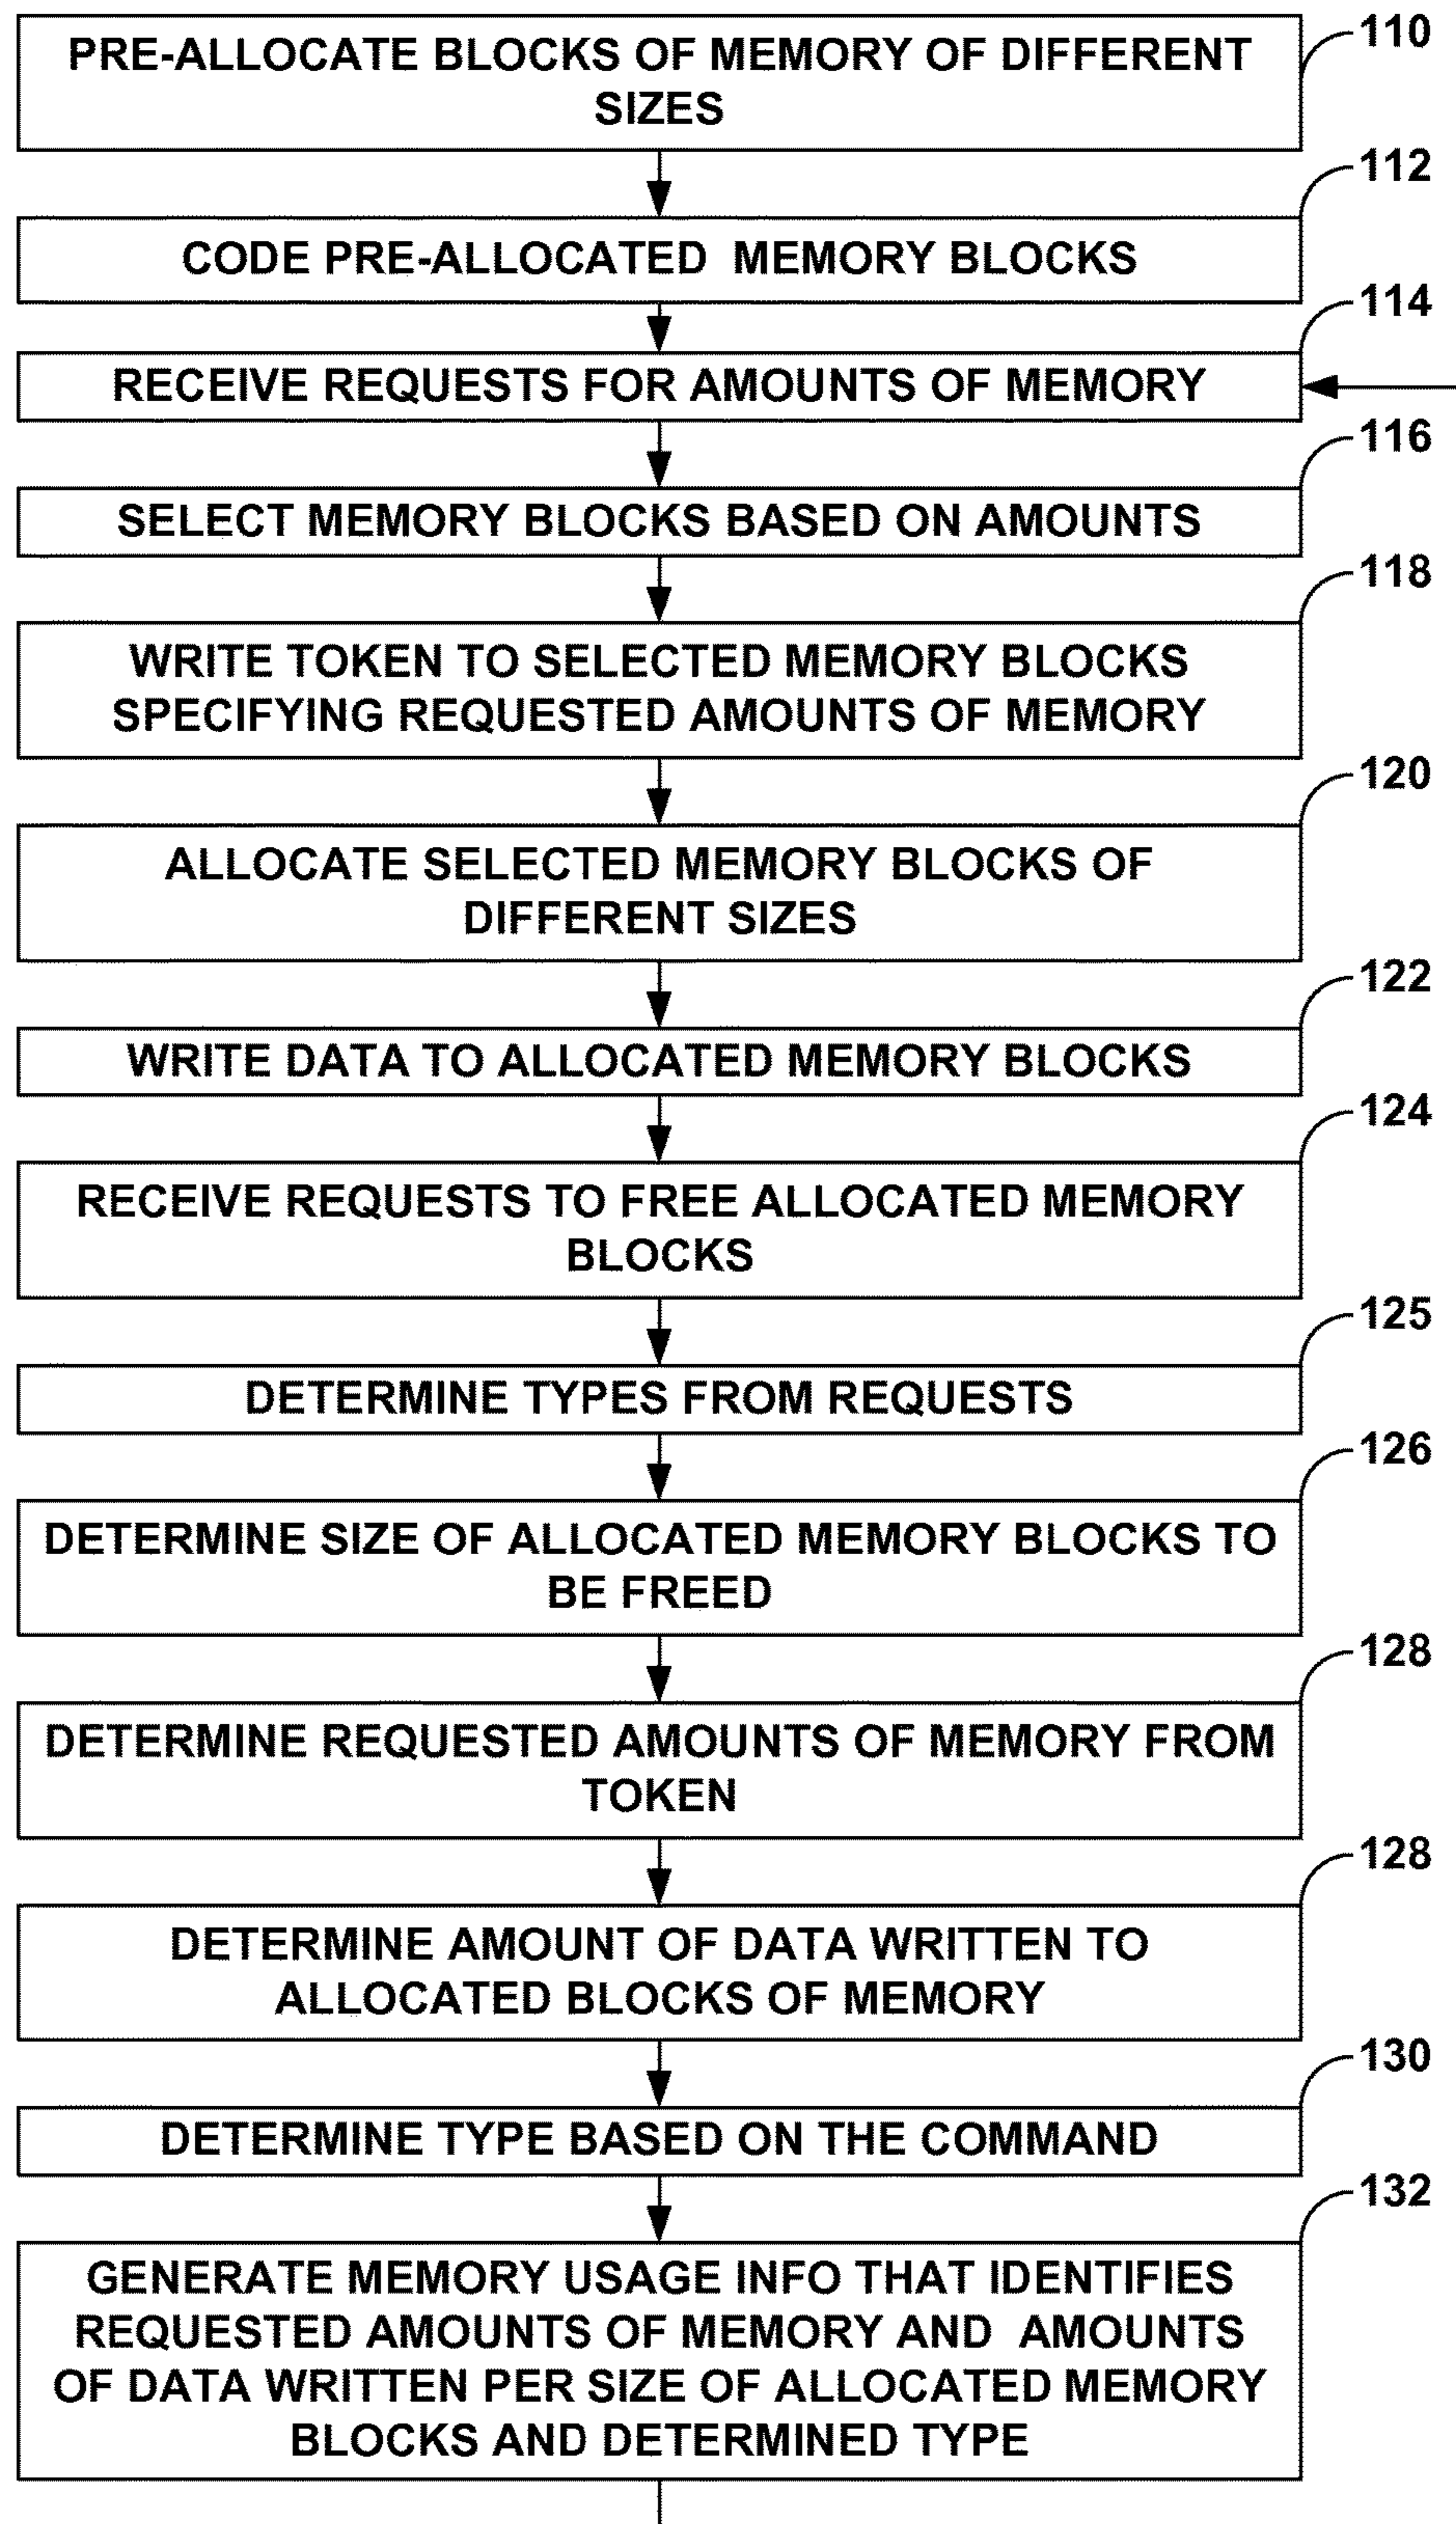 110
PRE-ALLOCATE BLOCKS OF MEMORY OF DIFFERENT
SIZES
112
CODE PRE-ALLOCATED MEMORY BLOCKS
114
RECEIVE REQUESTS FOR AMOUNTS OF MEMORY
116
SELECT MEMORY BLOCKS BASED ON AMOUNTS
118
WRITE TOKEN TO SELECTED MEMORY BLOCKS
SPECIFYING REQUESTED AMOUNTS OF MEMORY
120
ALLOCATE SELECTED MEMORY BLOCKS OF
DIFFERENT SIZES
122
WRITE DATA TO ALLOCATED MEMORY BLOCKS
124
RECEIVE REQUESTS TO FREE ALLOCATED MEMORY
BLOCKS
125
DETERMINE TYPES FROM REQUESTS
126
DETERMINE SIZE OF ALLOCATED MEMORY BLOCKS TO
BE FREED
128
DETERMINE REQUESTED AMOUNTS OF MEMORY FROM
TOKEN
128
DETERMINE AMOUNT OF DATA WRITTEN TO
ALLOCATED BLOCKS OF MEMORY
130
DETERMINE TYPE BASED ON THE COMMAND
132
GENERATE MEMORY USAGE INFO THAT IDENTIFIES
REQUESTED AMOUNTS OF MEMORY AND AMOUNTS
OF DATA WRITTEN PER SIZE OF ALLOCATED MEMORY
BLOCKS AND DETERMINED TYPE